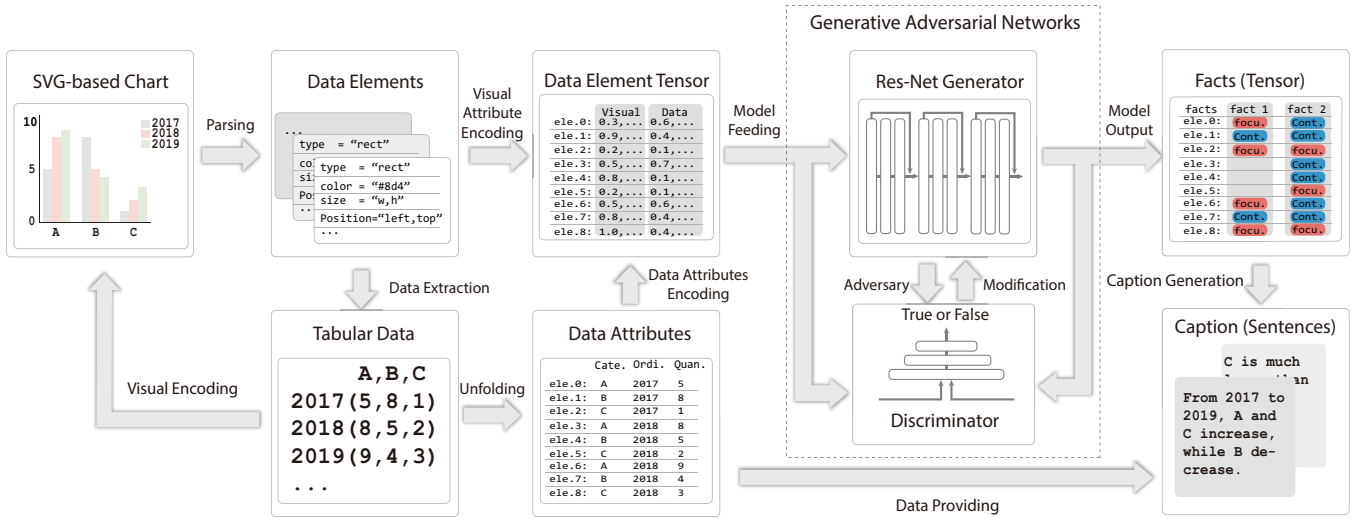 Generative Adversarial Networks
SVG-based Chart
10
5
0
2017
2018
2019
A B C
Parsing
Data Elements
...
type = “rect”
co
siz
Po
..
type = “rect”
color = “#8d4”
size = “w,h”
Position=“left,top”
...
Visual
Attribute
Encoding
Data Element Tensor
Visual Data
ele.0: 0.3,... 0.6,...
ele.1: 0.9,... 0.4,...
ele.2: 0.2,... 0.1,...
ele.3: 0.5,... 0.7,...
ele.4: 0.8,... 0.1,...
ele.5: 0.2,... 0.1,...
ele.6: 0.5,... 0.6,...
ele.7: 0.8,... 0.4,...
ele.8: 1.0,... 0.4,...
Model
Feeding
Res-Net Generator
Model
Output
Facts (Tensor)
facts fact 1 fact 2
ele.0: focu. Cont.
ele.1: Cont. Cont.
ele.2: focu. focu.
ele.3: Cont.
ele.4: Cont.
ele.5: focu.
ele.6: focu. Cont.
ele.7: Cont. Cont.
ele.8: focu. focu.
Data Extraction
Data Attributes
Encoding
Adversary
Modification
Caption Generation
Visual Encoding
Tabular Data
A,B,C
2017(5,8,1)
2018(8,5,2)
2019(9,4,3)
...
Unfolding
Data Attributes
Cate. Ordi. Quan.
ele.0: A 2017 5
ele.1: B 2017 8
ele.2: C 2017 1
ele.3: A 2018 8
ele.4: B 2018 5
ele.5: C 2018 2
ele.6: A 2018 9
ele.7: B 2018 4
ele.8: C 2018 3
True or False
Discriminator
Data Providing
Caption (Sentences)
C is much
than
From 2017 to
2019, A and
C increase,
while B de-
crease.